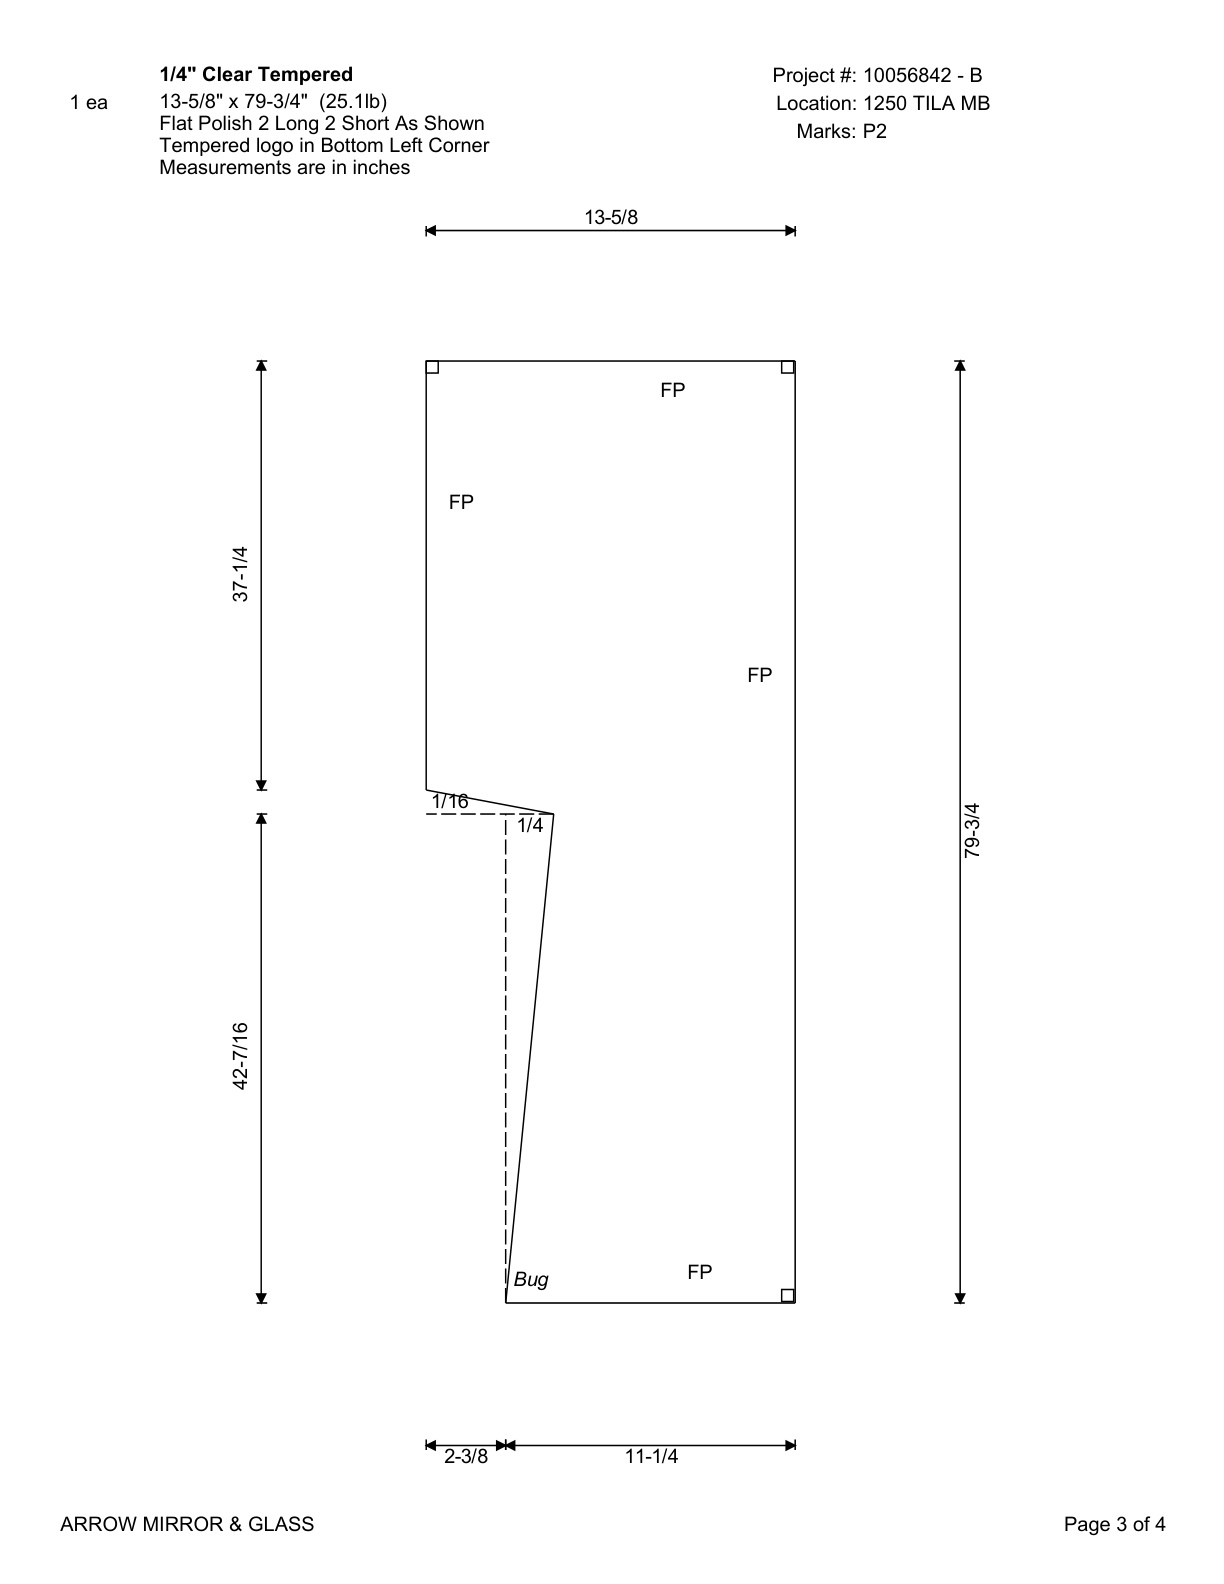 1/4" Clear Tempered
1 ea
13-5/8" x 79-3/4" (25.1lb)
Flat Polish 2 Long 2 Short As Shown
Tempered logo in Bottom Left Corner
Measurements are in inches
Project #: 10056842 - B
Location: 1250 TILA MB
Marks: P2
13-5/8
FP
FP
37-1/4
FP
1/16
1/4
79-3/4
42-7/16
Bug
FP
2-3/8
11-1/4
ARROW MIRROR & GLASS
Page 3 of 4